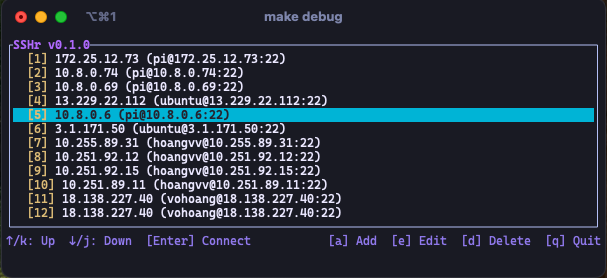 ⌥⌘1 make debug
SSHr v0.1.0
[1] 172.25.12.73 (pi@172.25.12.73:22)
[2] 10.8.0.74 (pi@10.8.0.74:22)
[3] 10.8.0.69 (pi@10.8.0.69:22)
[4] 13.229.22.112 (ubuntu@13.229.22.112:22)
[5] 10.8.0.6 (pi@10.8.0.6:22)
[6] 3.1.171.50 (ubuntu@3.1.171.50:22)
[7] 10.255.89.31 (hoangvv@10.255.89.31:22)
[8] 10.251.92.12 (hoangvv@10.251.92.12:22)
[9] 10.251.92.15 (hoangvv@10.251.92.15:22)
[10] 10.251.89.11 (hoangvv@10.251.89.11:22)
[11] 18.138.227.40 (vohoang@18.138.227.40:22)
[12] 18.138.227.40 (vohoang@18.138.227.40:22)
↑/k: Up ↓/j: Down [Enter] Connect [a] Add [e] Edit [d] Delete [q] Quit